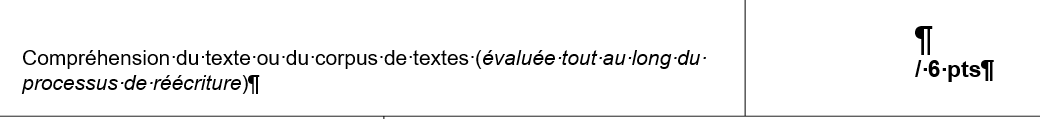 Compréhension·du·texte·ou·du·corpus·de·textes·(évaluée·tout·au·long·du·
processus·de·réécriture)¶
¶
/·6·pts¶